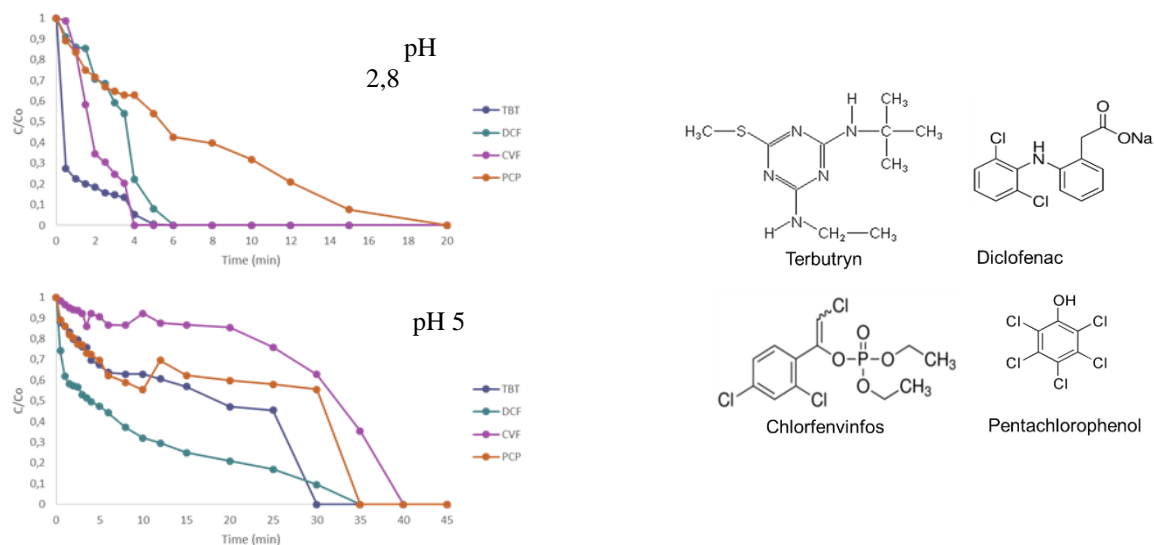 pH
2,8
1
0,9
0,8
0,7
0,6
0,5
0,4
0,3
0,2
0,1
0
C/Co
0 2 4 6 8 10 12 14 16 18 20
Time (min)
TBT
DCF
CVF
PCP
pH 5
1
0,9
0,8
0,7
0,6
0,5
0,4
0,3
0,2
0,1
0
C/Co
0 5 10 15 20 25 30 35 40 45
Time (min)
TBT
DCF
CVF
PCP
H
CH₃
H₃C S N N CH₃
CH₃
N N
N
H CH₂ CH₃
Terbutryn
O
Cl H ONa
N
Cl
Diclofenac
Cl
O
O P O CH₃
O CH₃
Cl Cl
Chlorfenvinfos
OH
Cl Cl
Cl Cl
Cl
Pentachlorophenol